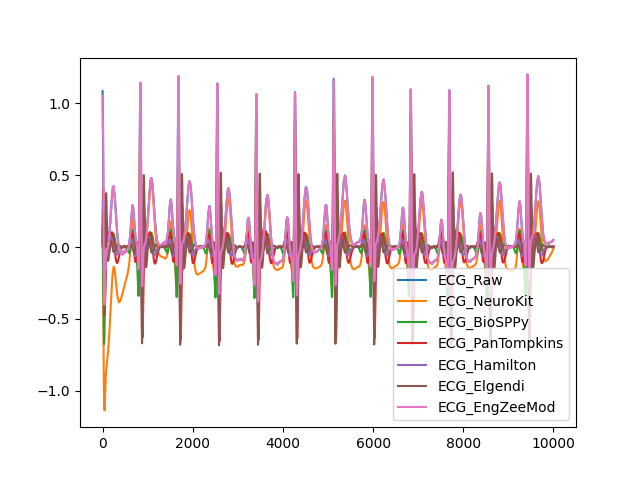 1.0
0.5
0.0
−0.5
−1.0
0
2000
4000
6000
8000
10000
ECG_Raw
ECG_NeuroKit
ECG_BioSPPy
ECG_PanTompkins
ECG_Hamilton
ECG_Elgendi
ECG_EngZeeMod